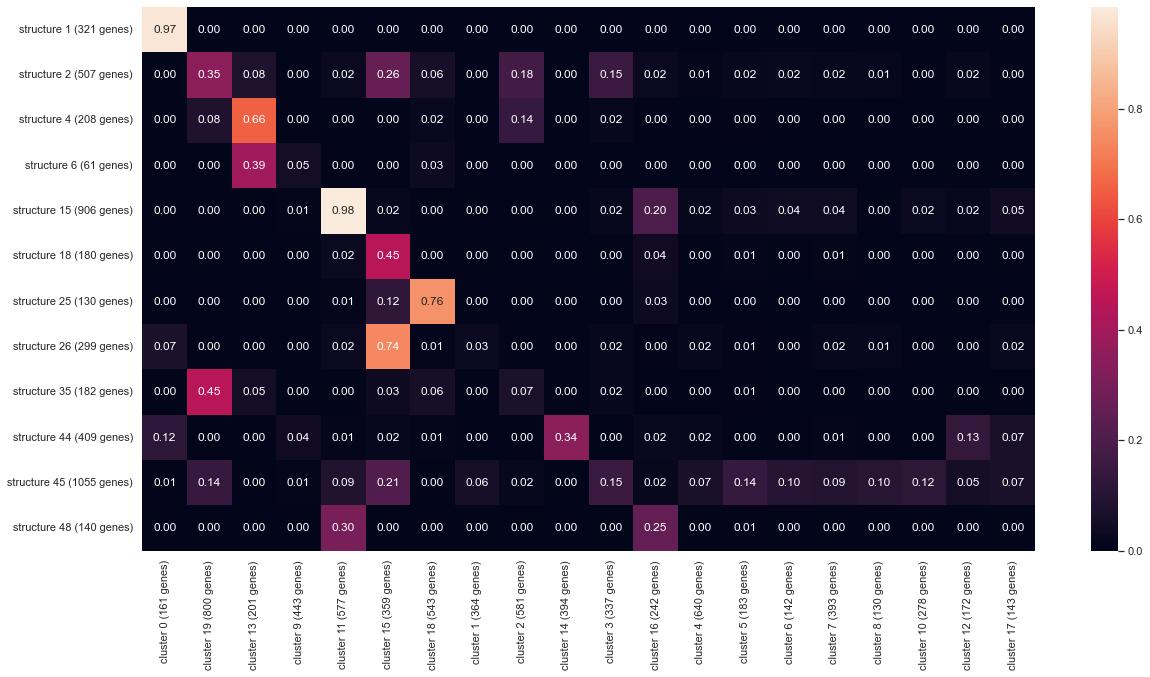 structure 1 (321 genes) 0.97 0.00 0.00 0.00 0.00 0.00 0.00 0.00 0.00 0.00 0.00 0.00 0.00 0.00 0.00 0.00 0.00 0.00 0.00 0.00
structure 2 (507 genes) 0.00 0.35 0.08 0.00 0.02 0.26 0.06 0.00 0.18 0.00 0.15 0.02 0.01 0.02 0.02 0.02 0.01 0.00 0.02 0.00
0.8
structure 4 (208 genes) 0.00 0.08 0.66 0.00 0.00 0.00 0.02 0.00 0.14 0.00 0.02 0.00 0.00 0.00 0.00 0.00 0.00 0.00 0.00 0.00
structure 6 (61 genes) 0.00 0.00 0.39 0.05 0.00 0.00 0.03 0.00 0.00 0.00 0.00 0.00 0.00 0.00 0.00 0.00 0.00 0.00 0.00 0.00
structure 15 (906 genes) 0.00 0.00 0.00 0.01 0.98 0.02 0.00 0.00 0.00 0.00 0.02 0.20 0.02 0.03 0.04 0.04 0.00 0.02 0.02 0.05
0.6
structure 18 (180 genes) 0.00 0.00 0.00 0.00 0.02 0.45 0.00 0.00 0.00 0.00 0.00 0.04 0.00 0.01 0.00 0.01 0.00 0.00 0.00 0.00
structure 25 (130 genes) 0.00 0.00 0.00 0.00 0.01 0.12 0.76 0.00 0.00 0.00 0.00 0.03 0.00 0.00 0.00 0.00 0.00 0.00 0.00 0.00
0.4
structure 26 (299 genes) 0.07 0.00 0.00 0.00 0.02 0.74 0.01 0.03 0.00 0.00 0.00 0.00 0.02 0.01 0.00 0.02 0.01 0.00 0.00 0.02
structure 35 (182 genes) 0.00 0.45 0.05 0.00 0.00 0.03 0.06 0.00 0.07 0.00 0.02 0.00 0.00 0.01 0.00 0.00 0.00 0.00 0.00 0.00
structure 44 (409 genes) 0.12 0.00 0.00 0.04 0.01 0.02 0.01 0.00 0.00 0.34 0.00 0.02 0.02 0.00 0.00 0.01 0.00 0.00 0.13 0.07
0.2
structure 45 (1055 genes) 0.01 0.14 0.00 0.01 0.09 0.21 0.00 0.06 0.02 0.00 0.15 0.02 0.07 0.14 0.10 0.09 0.10 0.12 0.05 0.07
structure 48 (140 genes) 0.00 0.00 0.00 0.00 0.30 0.00 0.00 0.00 0.00 0.00 0.00 0.25 0.00 0.01 0.00 0.00 0.00 0.00 0.00 0.00
0.0
cluster 0 (161 genes)
cluster 19 (800 genes)
cluster 13 (201 genes)
cluster 9 (443 genes)
cluster 11 (577 genes)
cluster 15 (359 genes)
cluster 18 (543 genes)
cluster 1 (364 genes)
cluster 2 (581 genes)
cluster 14 (394 genes)
cluster 3 (337 genes)
cluster 16 (242 genes)
cluster 4 (640 genes)
cluster 5 (183 genes)
cluster 6 (142 genes)
cluster 7 (393 genes)
cluster 8 (130 genes)
cluster 10 (278 genes)
cluster 12 (172 genes)
cluster 17 (143 genes)